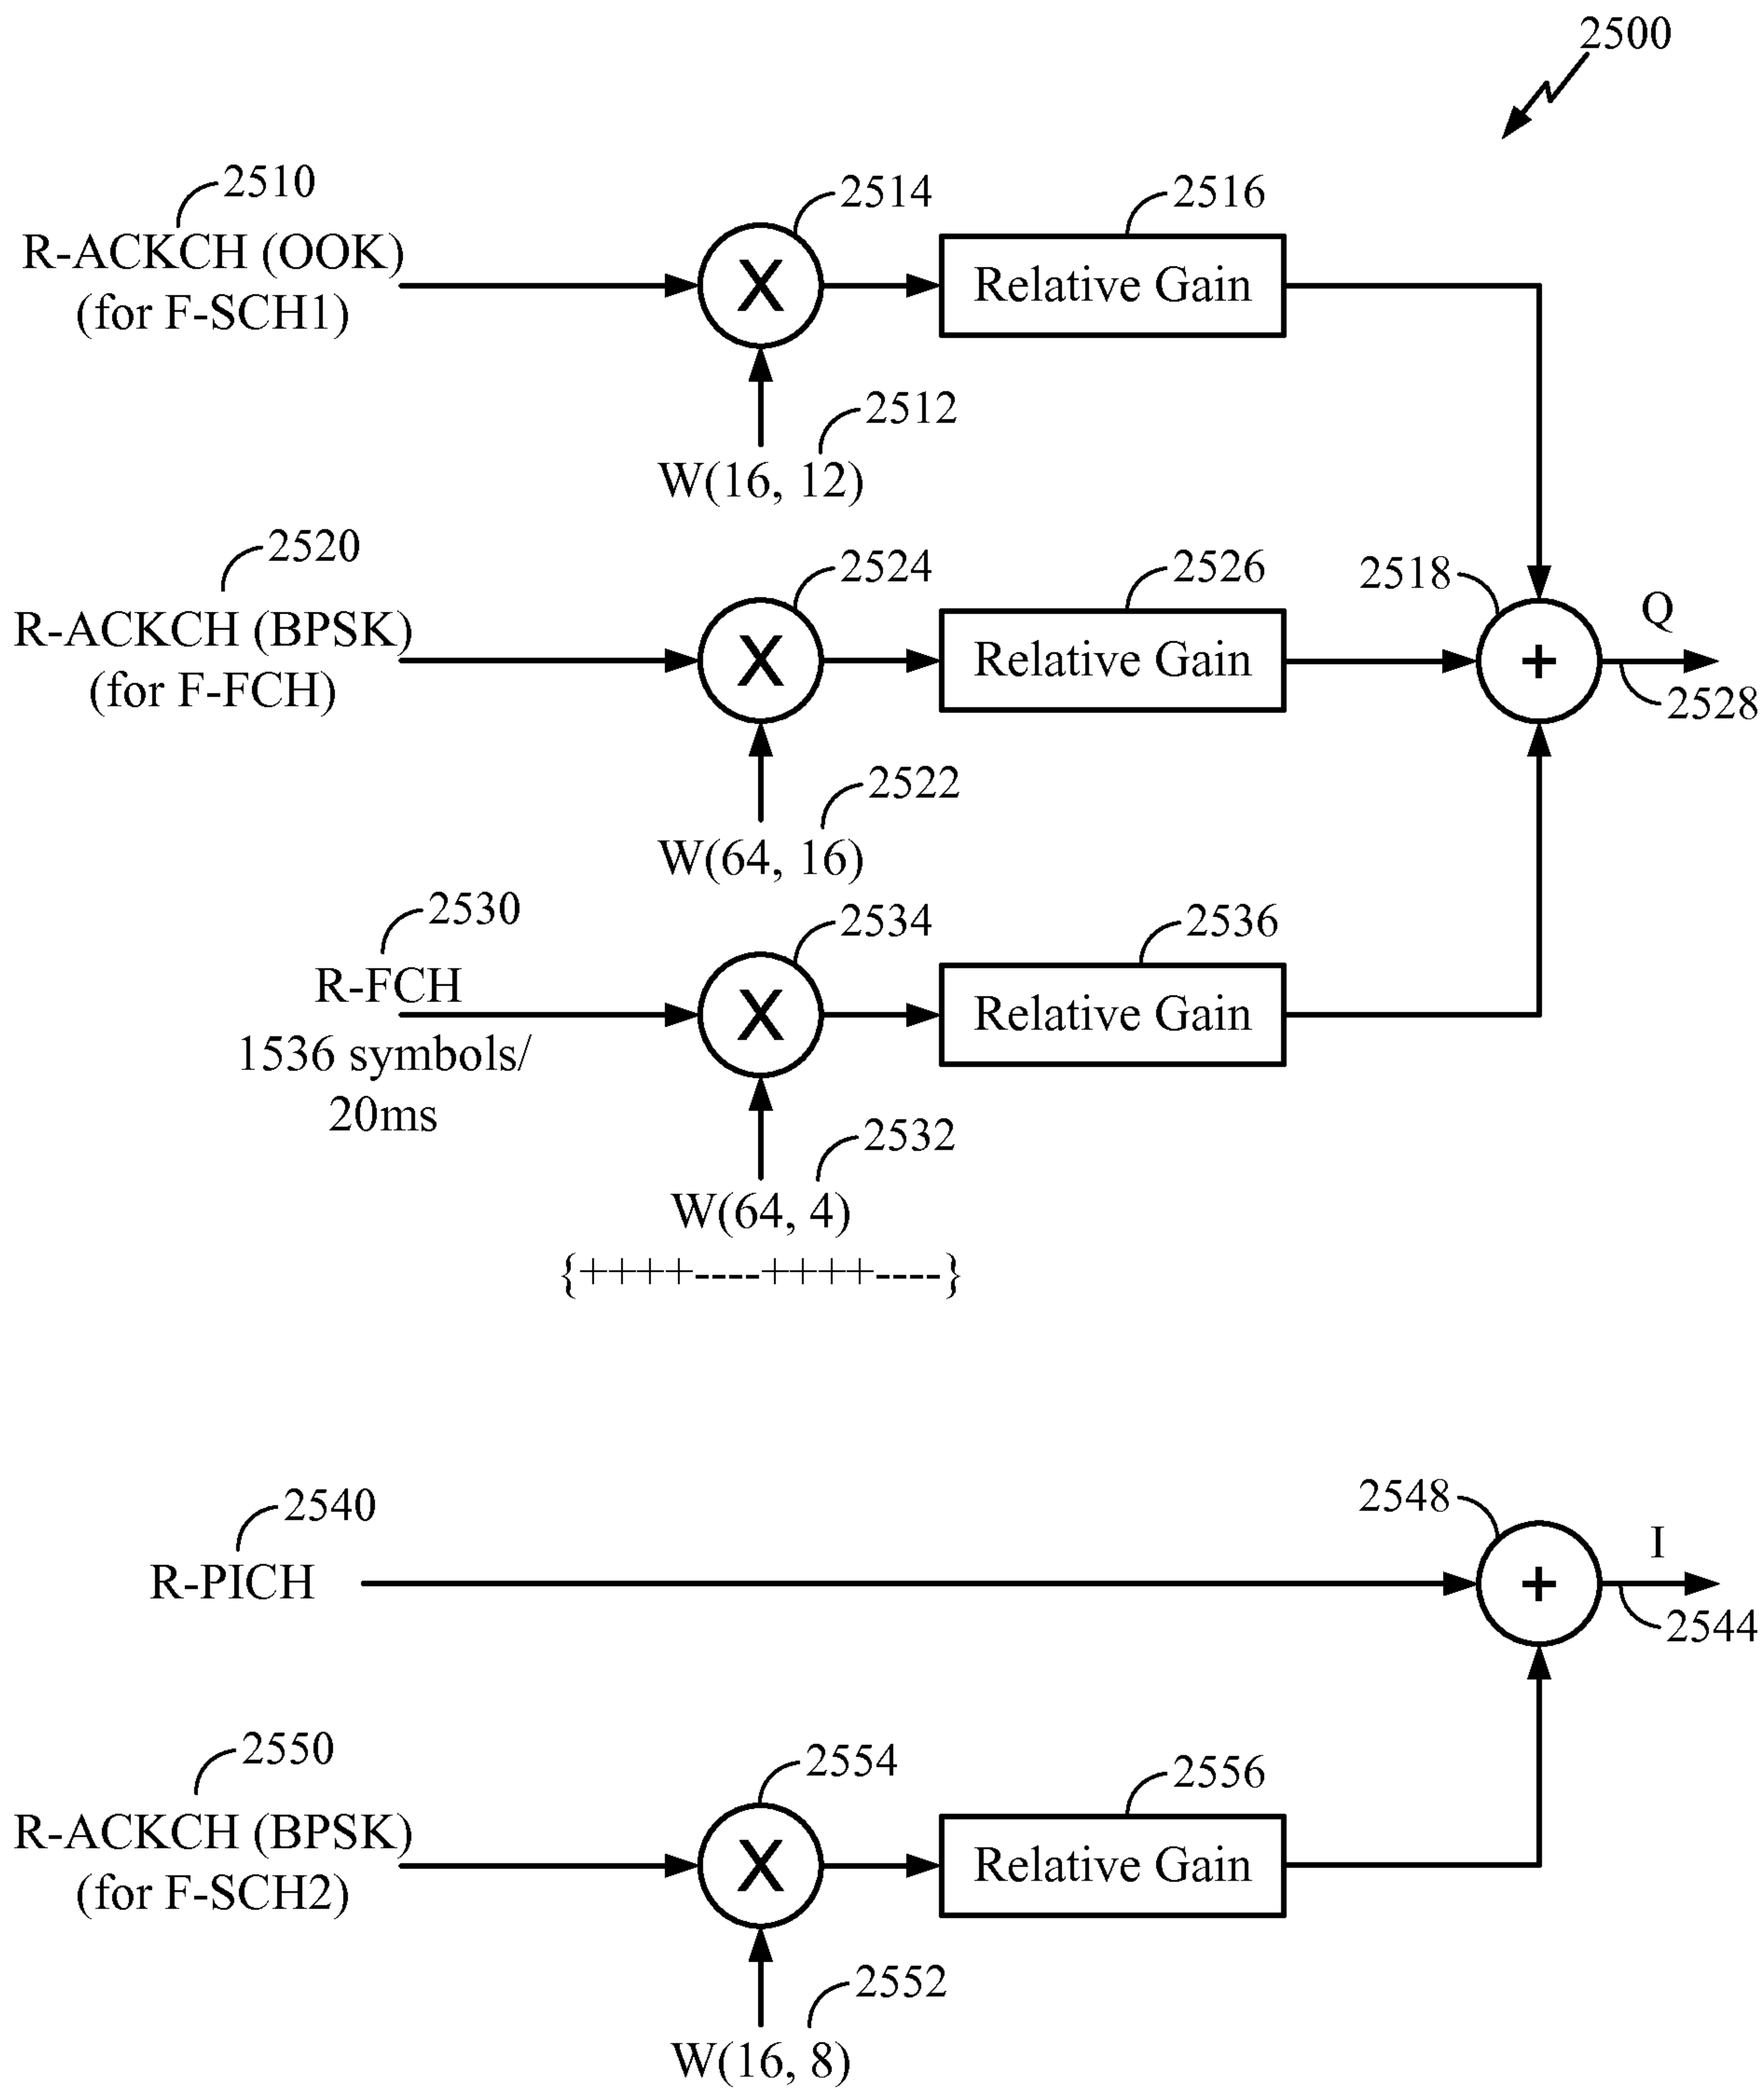 2500
2510
R-ACKCH (OOK)
(for F-SCH1)
2514
X
2516
Relative Gain
2512
W(16, 12)
2520
R-ACKCH (BPSK)
(for F-FCH)
2524
X
2526
Relative Gain
2518
+
Q
2528
2522
W(64, 16)
2530
R-FCH
1536 symbols/
20ms
2534
X
2536
Relative Gain
2532
W(64, 4)
{++++----++++----}
2540
R-PICH
2548
+
I
2544
2550
R-ACKCH (BPSK)
(for F-SCH2)
2554
X
2556
Relative Gain
2552
W(16, 8)